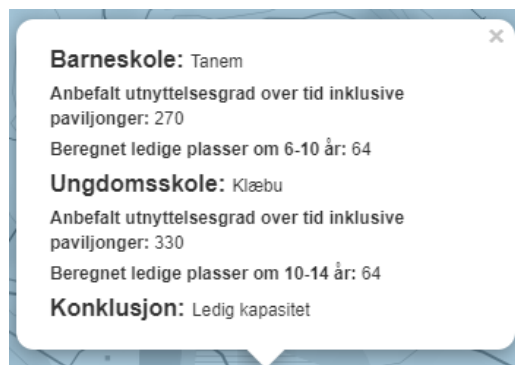 ×
Barneskole: Tanem
Anbefalt utnyttelsesgrad over tid inklusive
paviljonger: 270
Beregnet ledige plasser om 6-10 år: 64
Ungdomsskole: Klæbu
Anbefalt utnyttelsesgrad over tid inklusive
paviljonger: 330
Beregnet ledige plasser om 10-14 år: 64
Konklusjon: Ledig kapasitet